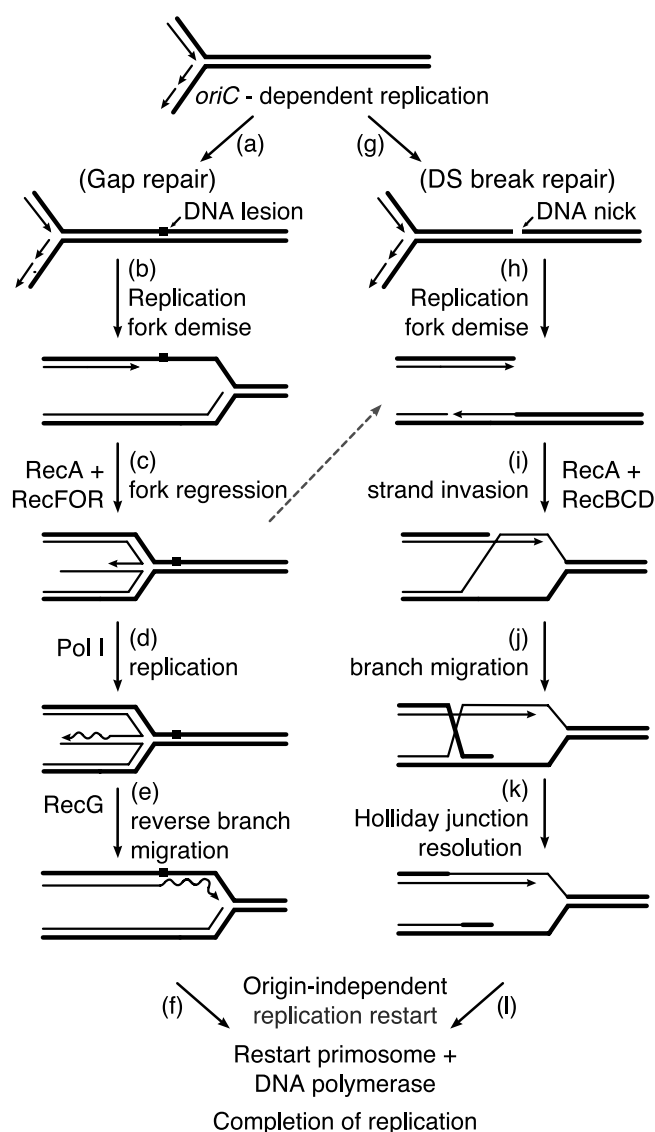 oriC - dependent replication
(a)
(g)
(Gap repair)
(DS break repair)
DNA lesion
DNA nick
(b)
Replication
fork demise
(h)
Replication
fork demise
RecA +
RecFOR
(c)
fork regression
(i)
strand invasion
RecA +
RecBCD
Pol I
(d)
replication
(j)
branch migration
RecG
(e)
reverse branch
migration
(k)
Holliday junction
resolution
(f)
Origin-independent
replication restart
(l)
Restart primosome +
DNA polymerase
Completion of replication